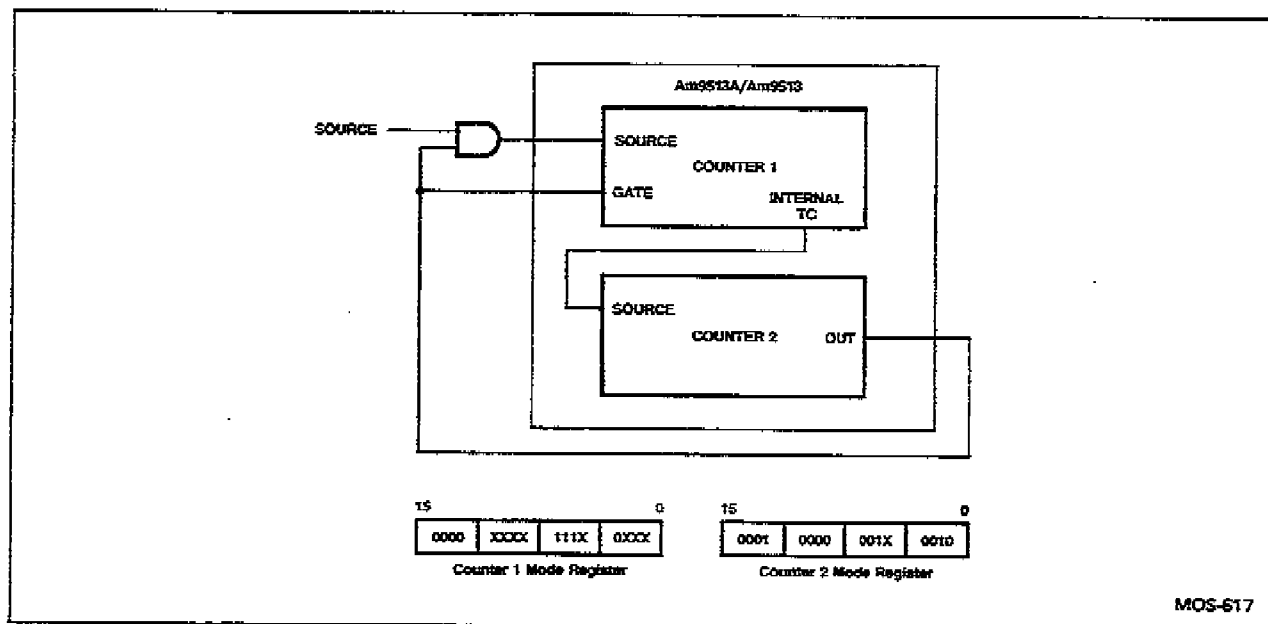 Am9513A/Am9513
SOURCE
SOURCE
COUNTER 1
GATE
INTERNAL
TC
SOURCE
COUNTER 2
OUT
15 0
0000 XXXX 111X 0XXX
Counter 1 Mode Register
15 0
0001 0000 001X 0010
Counter 2 Mode Register
MOS-617